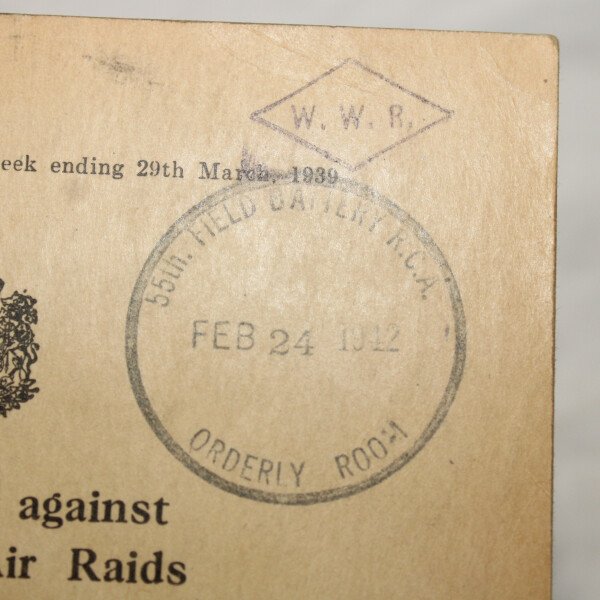 W. W. R.
eek ending 29th March, 1939
55th. FIELD BATTERY R.C.A.
FEB 24 1942
ORDERLY ROOM
against
ir Raids